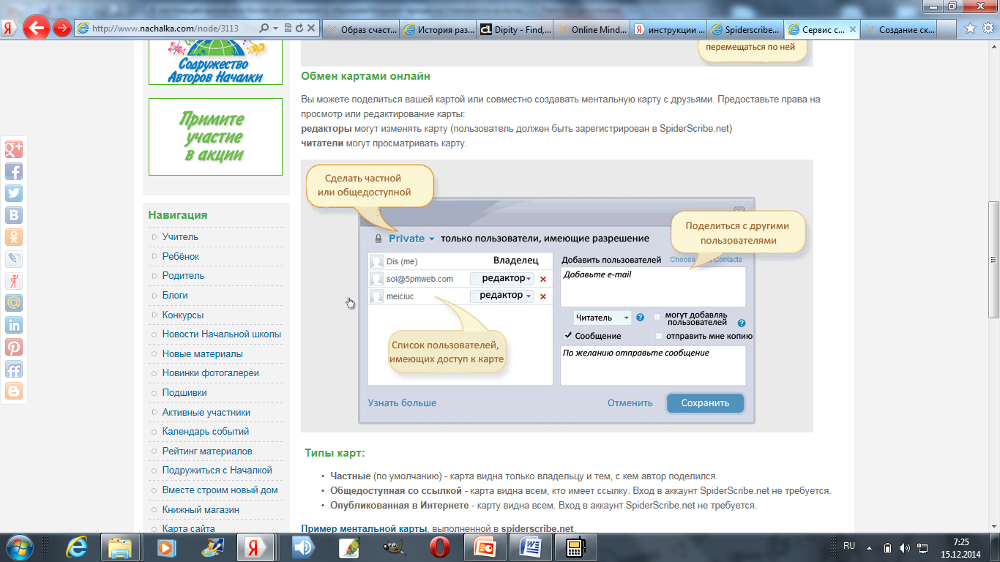 http://www.nachalka.com/node/3113
Образ счаст...
История раз...
Dipity - Find,...
Online Mind...
инструкции ...
Spiderscribe...
Сервис с...
Создание ск...
перемещаться по ней
Содружество
Авторов Началки
Примите
участие
в акции
Навигация
Учитель
Ребёнок
Родитель
Блоги
Конкурсы
Новости Начальной школы
Новые материалы
Новинки фотогалереи
Подшивки
Активные участники
Календарь событий
Рейтинг материалов
Подружиться с Началкой
Вместе строим новый дом
Книжный магазин
Карта сайта
Обмен картами онлайн
Вы можете поделиться вашей картой или совместно создавать ментальную карту с друзьями. Предоставьте права на
просмотр или редактирование карты:
редакторы могут изменять карту (пользователь должен быть зарегистрирован в SpiderScribe.net)
читатели могут просматривать карту.
Сделать частной
или общедоступной
Private только пользователи, имеющие разрешение
Поделиться с другими
пользователями
Dis (me) Владелец
sol@5pmweb.com редактор
meiciuc редактор
Список пользователей,
имеющих доступ к карте
Добавить пользователей Choose Contacts
Добавьте e-mail
Читатель
могут добавляь
пользователей
Сообщение
отправить мне копию
По желанию отправьте сообщение
Узнать больше
Отменить
Сохранить
Типы карт:
• Частные (по умолчанию) - карта видна только владельцу и тем, с кем автор поделился.
• Общедоступная со ссылкой - карта видна всем, кто имеет ссылку. Вход в аккаунт SpiderScribe.net не требуется.
• Опубликованная в Интернете - карту видна всем. Вход в аккаунт SpiderScribe.net не требуется.
Пример ментальной карты, выполненной в spiderscribe.net
RU
7:25
15.12.2014